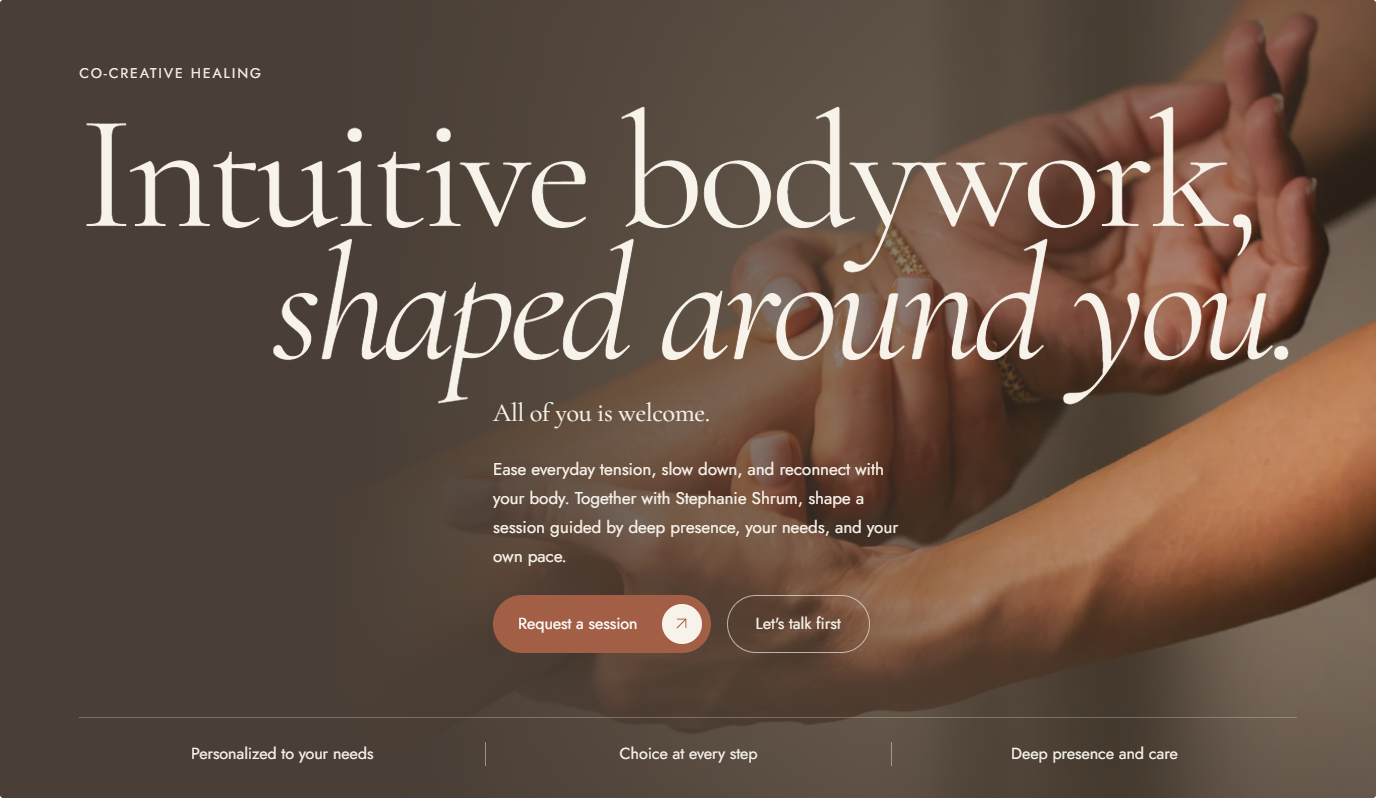 CO-CREATIVE HEALING
Intuitive bodywork,
shaped around you.
All of you is welcome.
Ease everyday tension, slow down, and reconnect with
your body. Together with Stephanie Shrum, shape a
session guided by deep presence, your needs, and your
own pace.
Request a session
Let's talk first
Personalized to your needs
Choice at every step
Deep presence and care